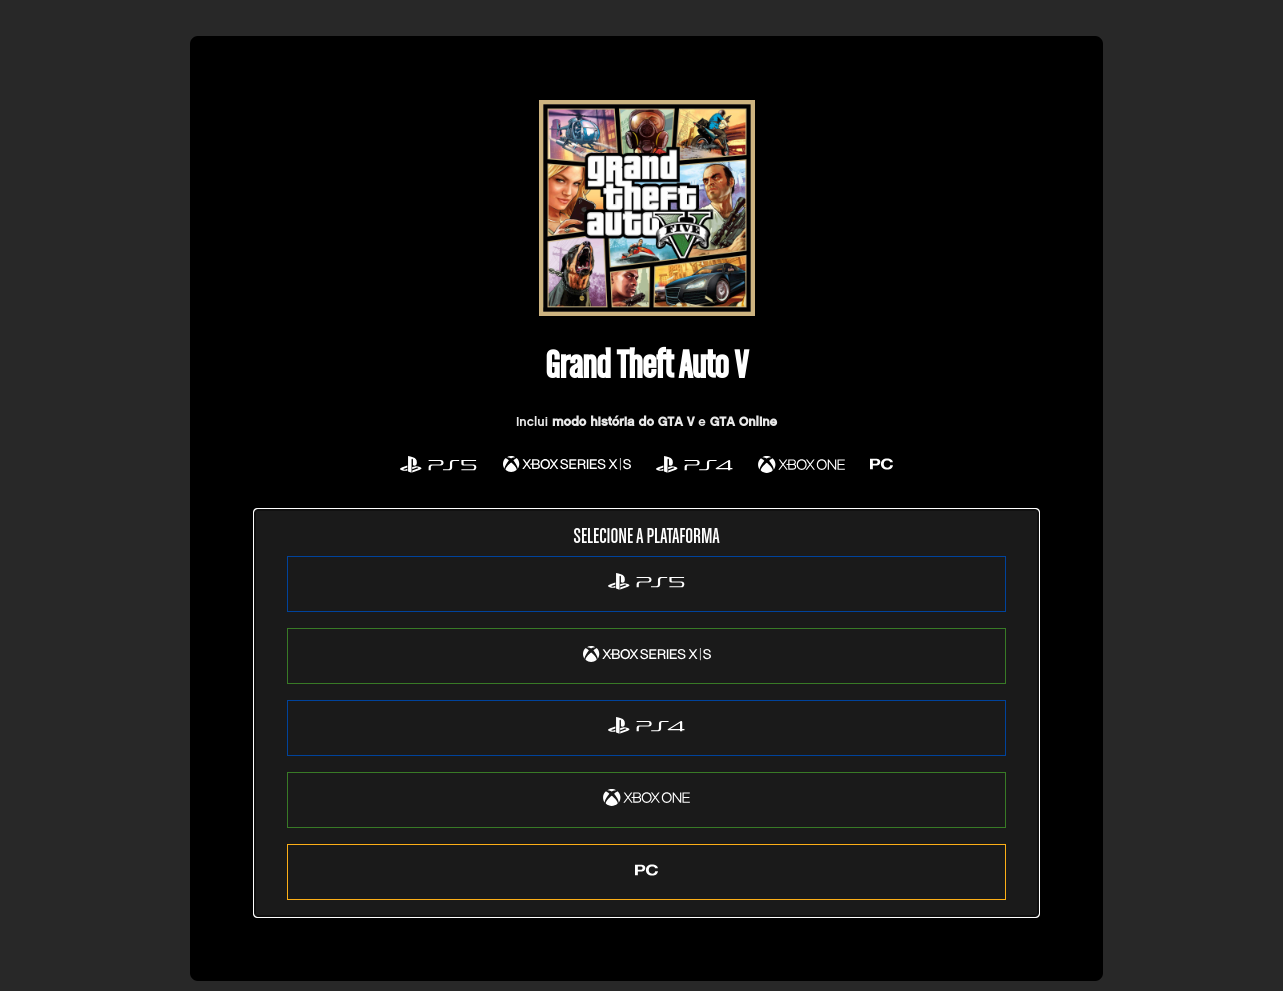 grand
theft
auto
FIVE
Grand Theft Auto V
Inclui modo história do GTA V e GTA Online
PS5 XBOX SERIES X|S PS4 XBOX ONE PC
SELECIONE A PLATAFORMA
PS5
XBOX SERIES X|S
PS4
XBOX ONE
PC